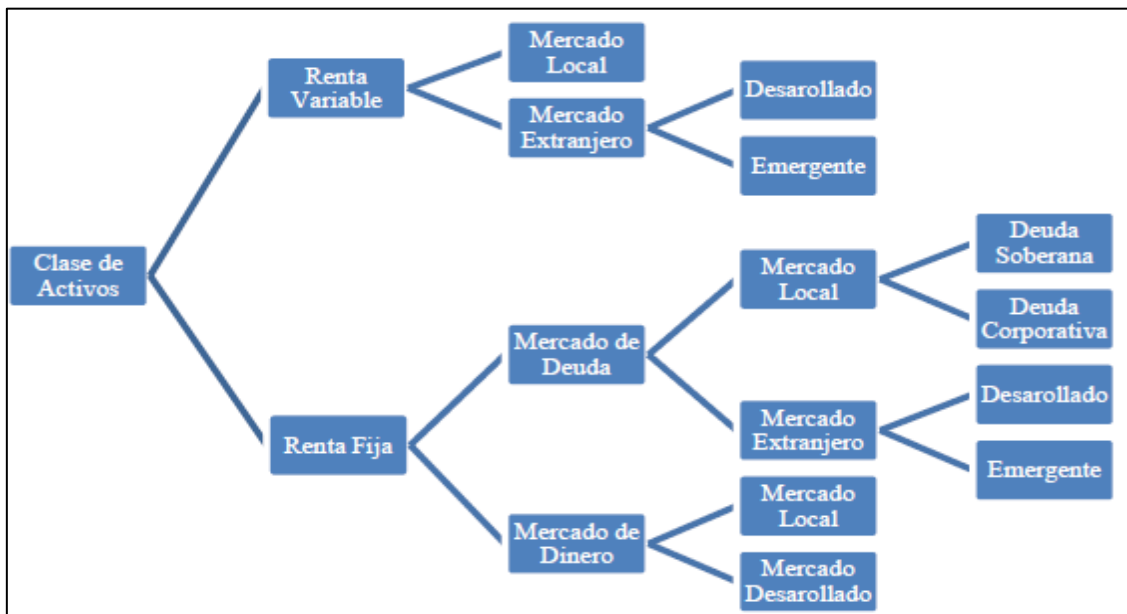 Clase de
Activos
Renta
Variable
Mercado
Local
Mercado
Extranjero
Desarollado
Emergente
Renta Fija
Mercado de
Deuda
Mercado
Local
Deuda
Soberana
Deuda
Corporativa
Mercado
Extranjero
Desarollado
Emergente
Mercado de
Dinero
Mercado
Local
Mercado
Desarollado